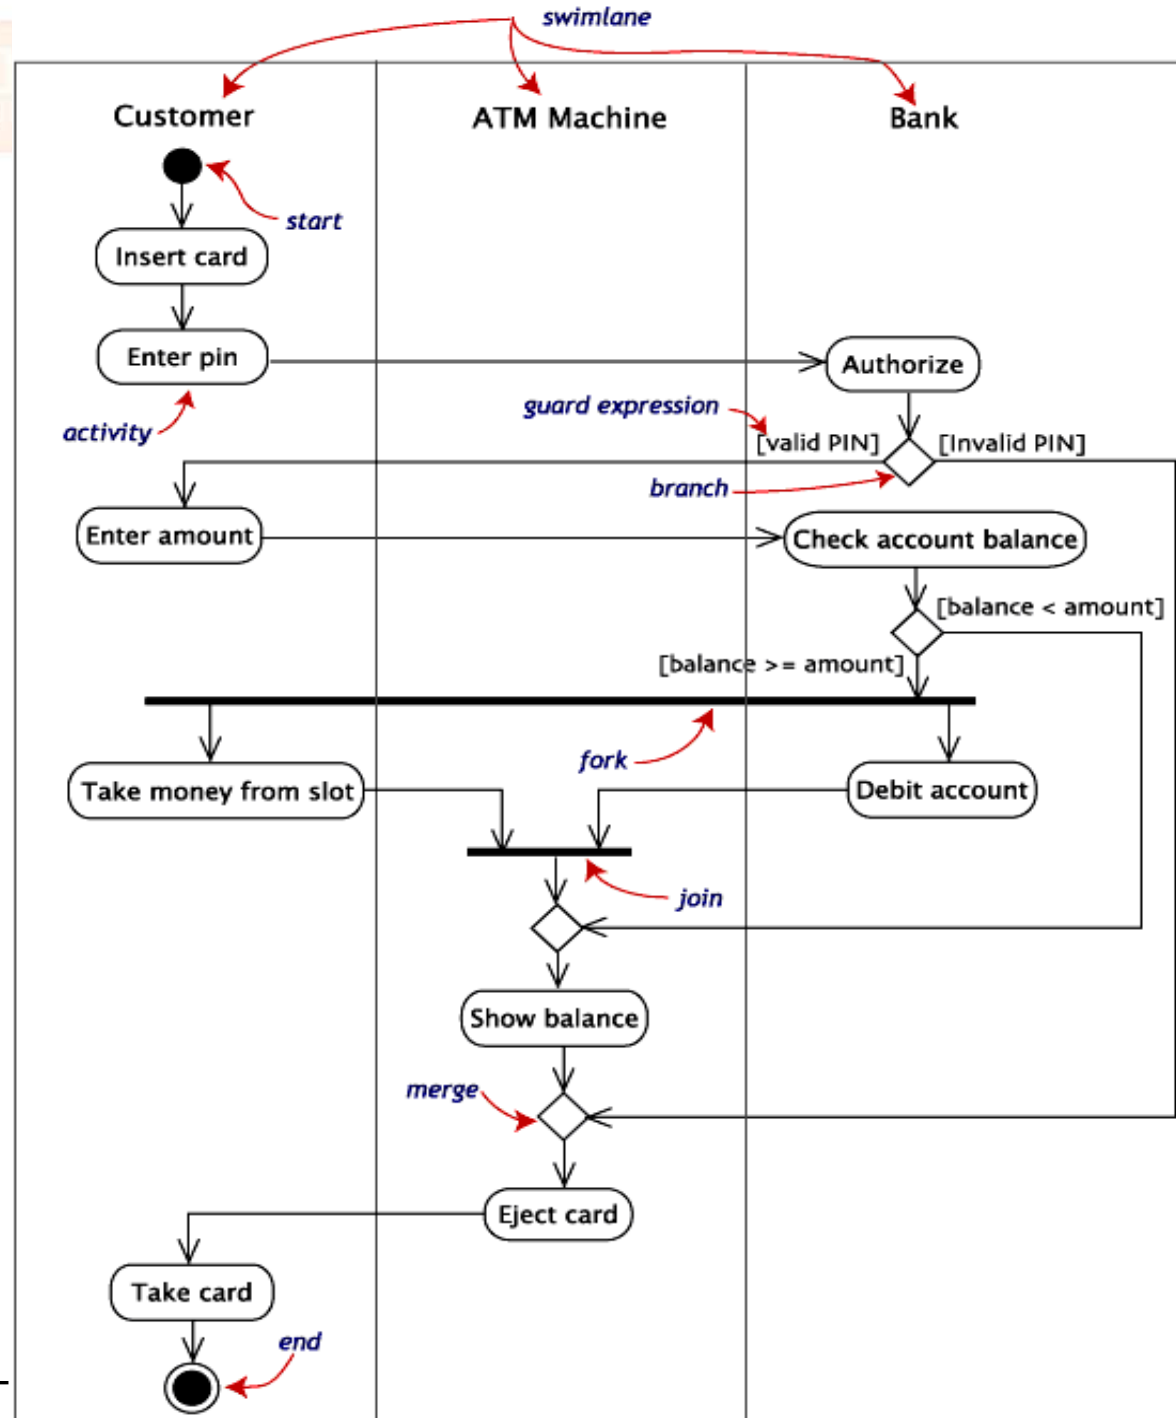 swimlane
Customer
ATM Machine
Bank
start
Insert card
Enter pin
Authorize
guard expression
activity
[valid PIN]
[Invalid PIN]
branch
Enter amount
Check account balance
[balance < amount]
[balance >= amount]
fork
Take money from slot
Debit account
join
Show balance
merge
Eject card
Take card
end